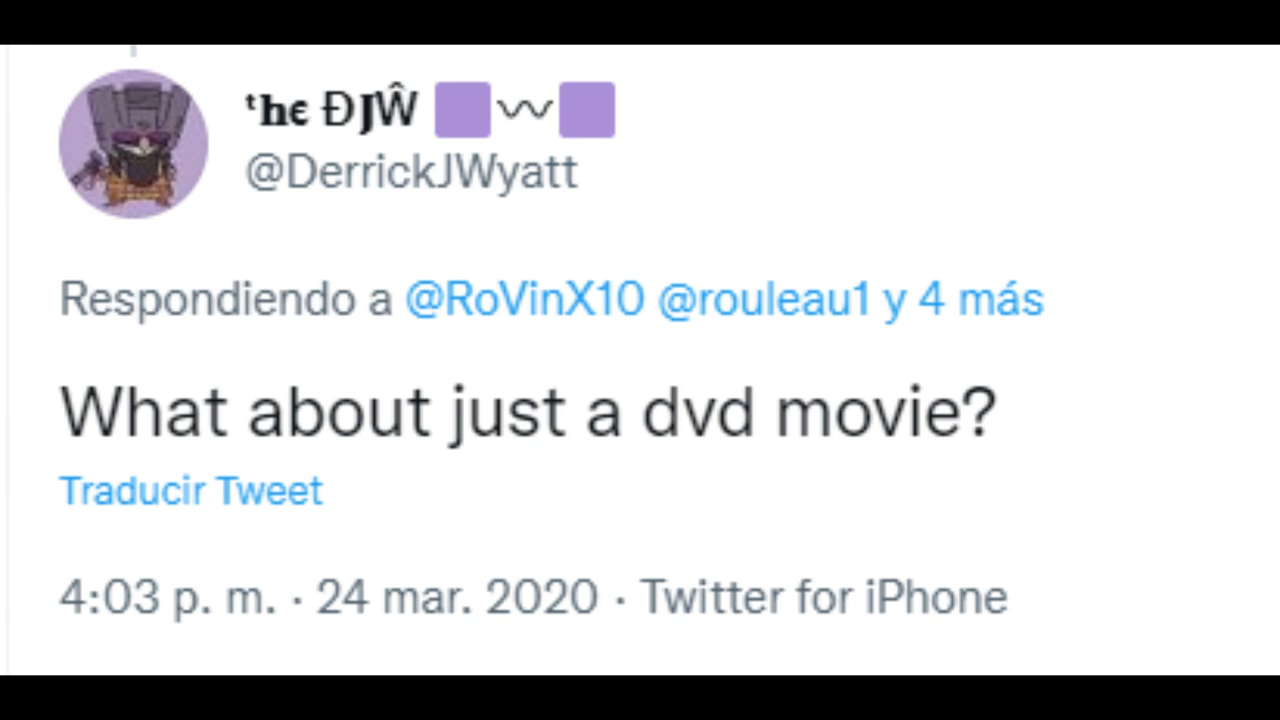 ᵗ𝐡є ĐJŴ 🟪〰🟪
@DerrickJWyatt
Respondiendo a @RoVinX10 @rouleau1 y 4 más
What about just a dvd movie?
Traducir Tweet
4:03 p. m. · 24 mar. 2020 · Twitter for iPhone